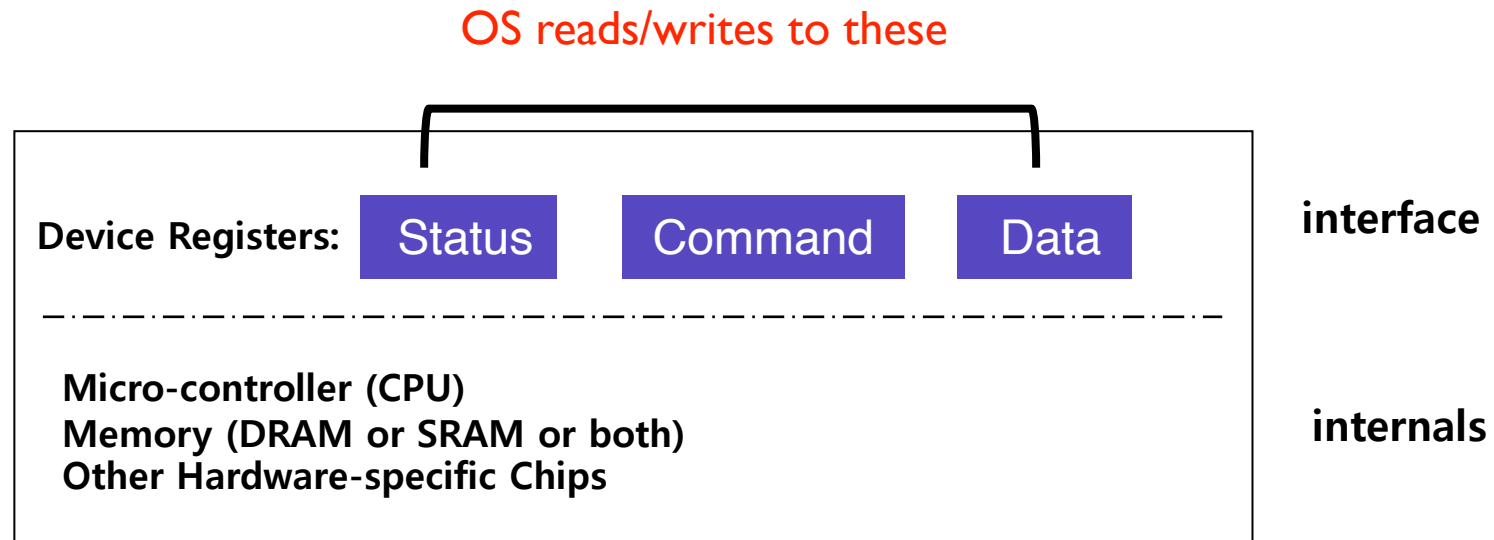 OS reads/writes to these
Device Registers: Status Command Data
interface
Micro-controller (CPU)
Memory (DRAM or SRAM or both)
Other Hardware-specific Chips
internals